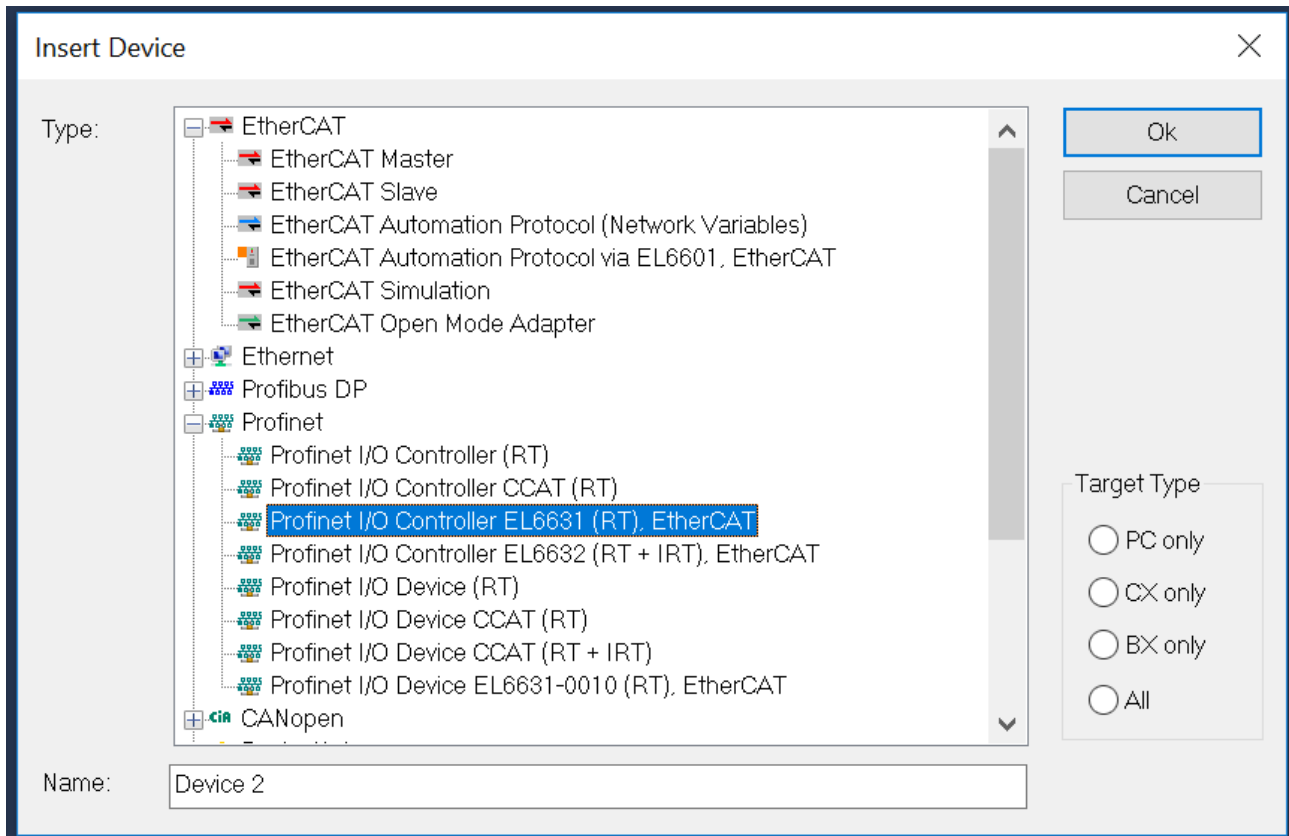 Insert Device
Type:
EtherCAT
EtherCAT Master
EtherCAT Slave
EtherCAT Automation Protocol (Network Variables)
EtherCAT Automation Protocol via EL6601, EtherCAT
EtherCAT Simulation
EtherCAT Open Mode Adapter
Ethernet
Profibus DP
Profinet
Profinet I/O Controller (RT)
Profinet I/O Controller CCAT (RT)
Profinet I/O Controller EL6631 (RT), EtherCAT
Profinet I/O Controller EL6632 (RT + IRT), EtherCAT
Profinet I/O Device (RT)
Profinet I/O Device CCAT (RT)
Profinet I/O Device CCAT (RT + IRT)
Profinet I/O Device EL6631-0010 (RT), EtherCAT
CiA CANopen
Ok
Cancel
Target Type
PC only
CX only
BX only
All
Name:
Device 2